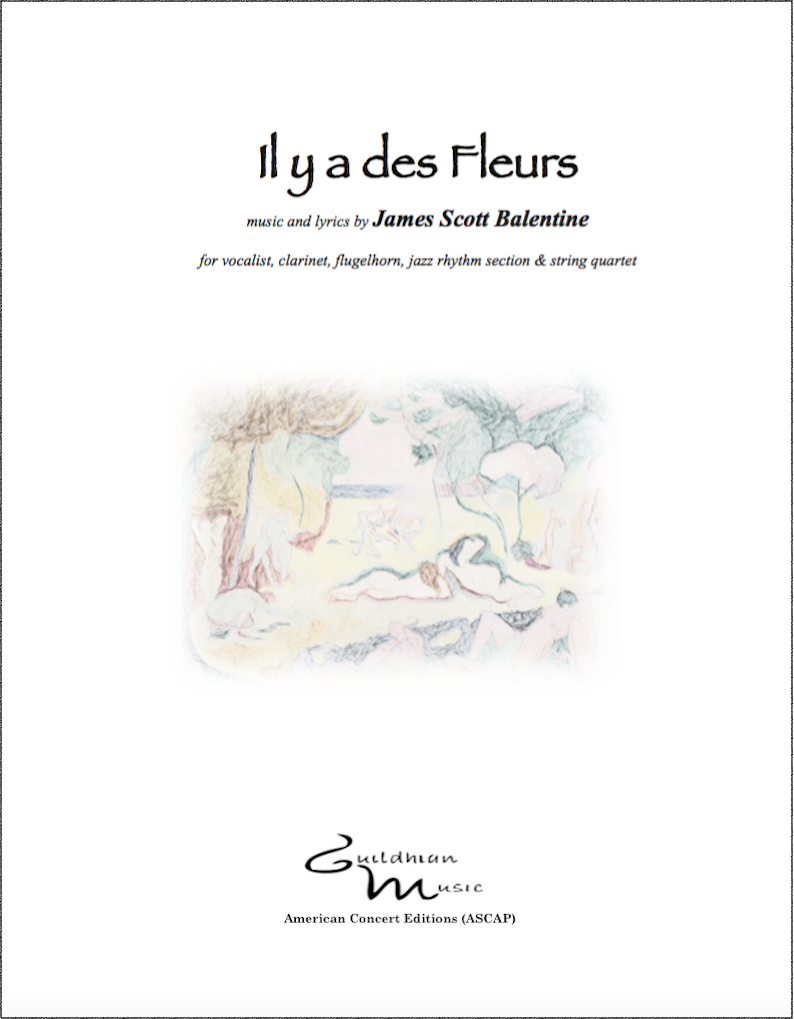 Il y a des Fleurs
music and lyrics by James Scott Balentine
for vocalist, clarinet, flugelhorn, jazz rhythm section & string quartet
Guildhian
Music
American Concert Editions (ASCAP)